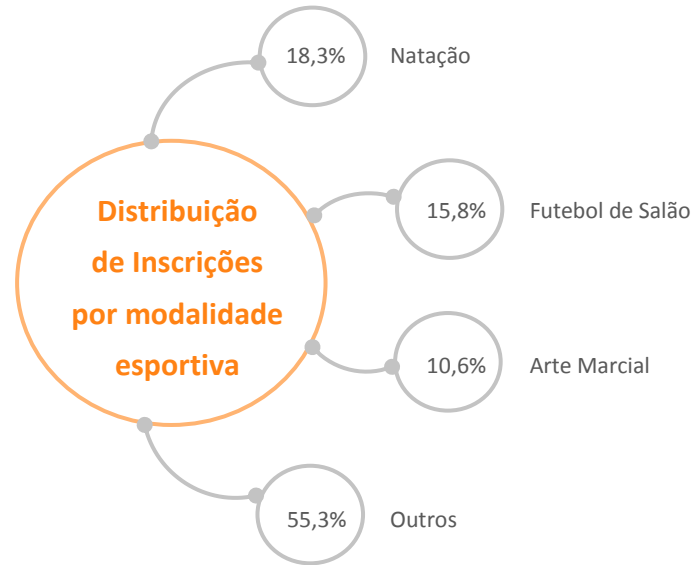 18,3% Natação
Distribuição
de Inscrições
por modalidade
esportiva
15,8% Futebol de Salão
10,6% Arte Marcial
55,3% Outros